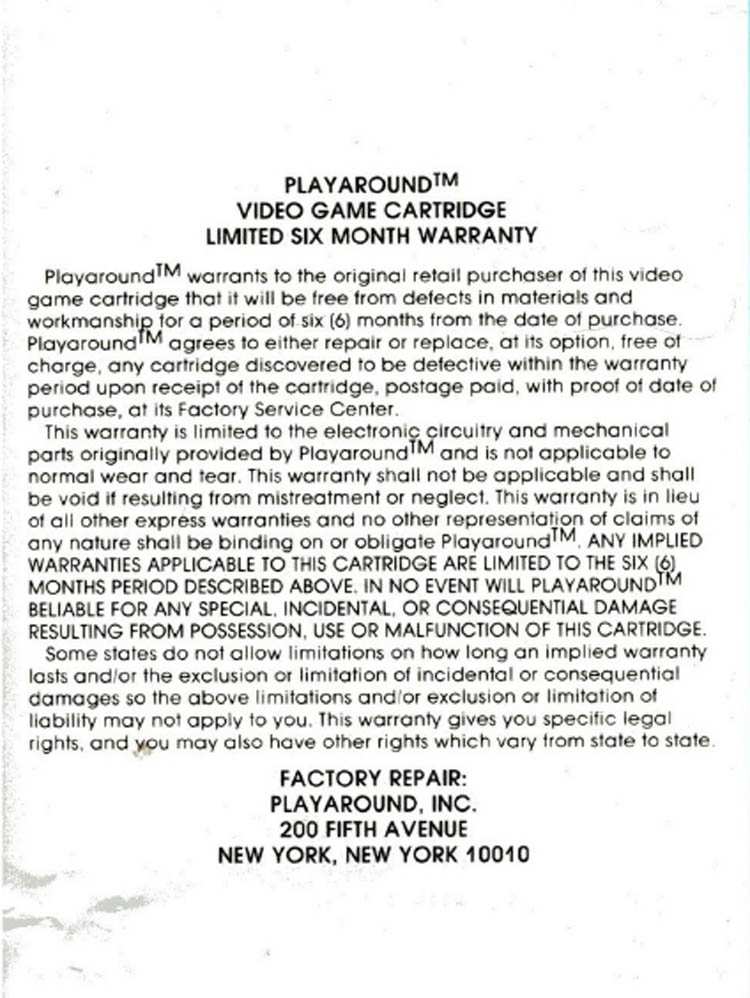 PLAYAROUND™
VIDEO GAME CARTRIDGE
LIMITED SIX MONTH WARRANTY
Playaround™ warrants to the original retail purchaser of this video
game cartridge that it will be free from defects in materials and
workmanship for a period of six (6) months from the date of purchase.
Playaround™ agrees to either repair or replace, at its option, free of
charge, any cartridge discovered to be defective within the warranty
period upon receipt of the cartridge, postage paid, with proof of date of
purchase, at its Factory Service Center.
This warranty is limited to the electronic circuitry and mechanical
parts originally provided by Playaround™ and is not applicable to
normal wear and tear. This warranty shall not be applicable and shall
be void if resulting from mistreatment or neglect. This warranty is in lieu
of all other express warranties and no other representation of claims of
any nature shall be binding on or obligate Playaround™. ANY IMPLIED
WARRANTIES APPLICABLE TO THIS CARTRIDGE ARE LIMITED TO THE SIX (6)
MONTHS PERIOD DESCRIBED ABOVE. IN NO EVENT WILL PLAYAROUND™
BELIABLE FOR ANY SPECIAL, INCIDENTAL, OR CONSEQUENTIAL DAMAGE
RESULTING FROM POSSESSION, USE OR MALFUNCTION OF THIS CARTRIDGE.
Some states do not allow limitations on how long an implied warranty
lasts and/or the exclusion or limitation of incidental or consequential
damages so the above limitations and/or exclusion or limitation of
liability may not apply to you. This warranty gives you specific legal
rights, and you may also have other rights which vary from state to state.
FACTORY REPAIR:
PLAYAROUND, INC.
200 FIFTH AVENUE
NEW YORK, NEW YORK 10010